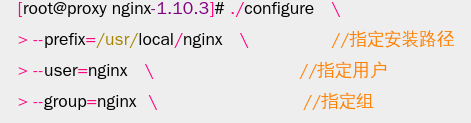 [root@proxy nginx-1.10.3]# ./configure \
> --prefix=/usr/local/nginx \ //指定安装路径
> --user=nginx \ //指定用户
> --group=nginx \ //指定组